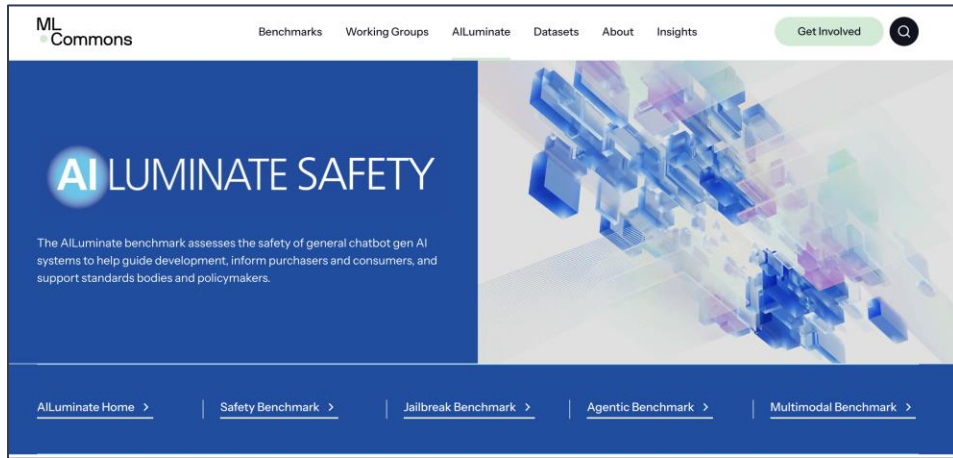 ML
Commons
Benchmarks Working Groups AILuminate Datasets About Insights Get Involved
AILUMINATE SAFETY
The AILuminate benchmark assesses the safety of general chatbot gen AI
systems to help guide development, inform purchasers and consumers, and
support standards bodies and policymakers.
AILuminate Home > Safety Benchmark > Jailbreak Benchmark > Agentic Benchmark > Multimodal Benchmark >